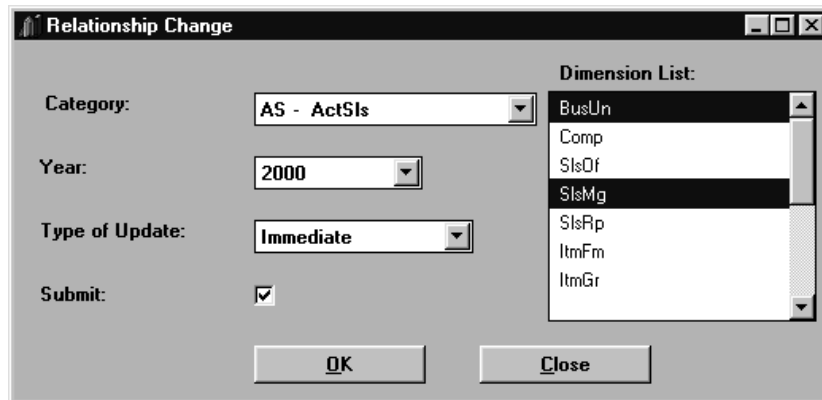 Relationship Change
Dimension List:
Category:
AS - ActSls
Year:
2000
Type of Update:
Immediate
Submit:
BusUn
Comp
SlsOf
SlsMg
SlsRp
ItmFm
ItmGr
OK
Close